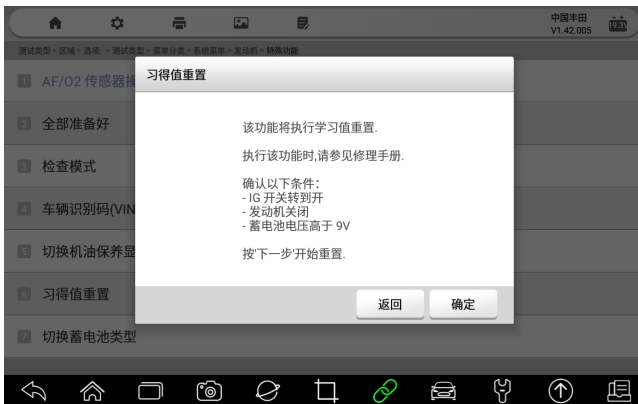 中国丰田
V1.42.005
测试类型 > 区域 > 选项: > 测试类型 > 菜单分类 > 系统菜单 > 发动机 > 特殊功能
1 AF/O2 传感器
2 全部准备好
3 检查模式
4 车辆识别码(VIN
5 切换机油保养显
6 习得值重置
7 切换蓄电池类型
习得值重置
该功能将执行学习值重置.
执行该功能时,请参见修理手册.
确认以下条件：
- IG 开关转到开
- 发动机关闭
- 蓄电池电压高于 9V
按'下一步'开始重置.
返回 确定